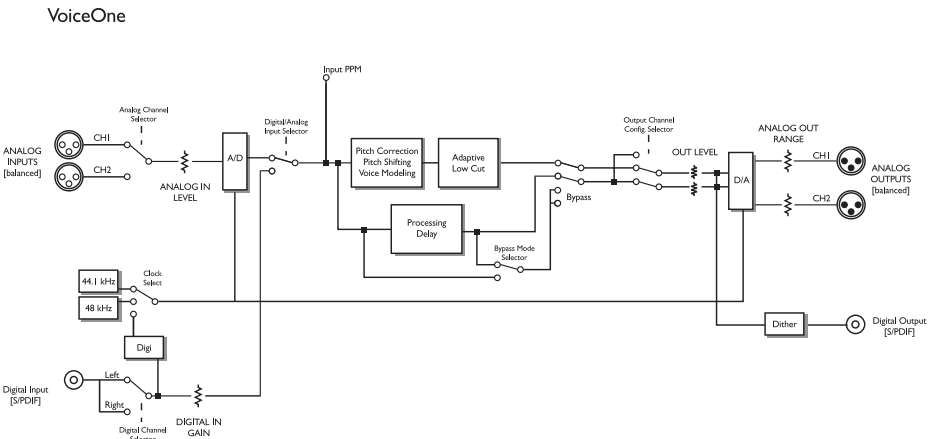 VoiceOne
Input PPM
Analog Channel
Selector
Digital/Analog
Input Selector
Output Channel
Config. Selector
ANALOG OUT
RANGE
ANALOG
INPUTS
[balanced]
CH1
CH2
ANALOG IN
LEVEL
A/D
Pitch Correction
Pitch Shifting
Voice Modeling
Adaptive
Low Cut
OUT LEVEL
D/A
CH1
CH2
ANALOG
OUTPUTS
[balanced]
Bypass
Processing
Delay
Bypass Mode
Selector
44.1 kHz
48 kHz
Clock
Select
Digi
Dither
Digital Output
[S/PDIF]
Digital Input
[S/PDIF]
Left
Right
Digital Channel
Selector
DIGITAL IN
GAIN